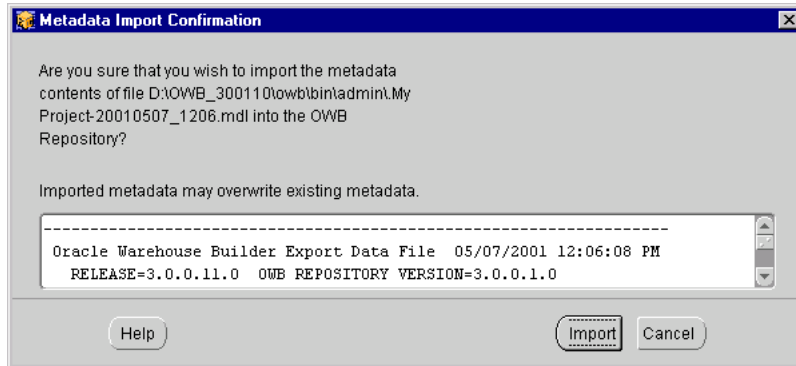 Metadata Import Confirmation
Are you sure that you wish to import the metadata
contents of file D:\OWB_300110\owb\bin\admin\.My
Project-20010507_1206.mdl into the OWB
Repository?
Imported metadata may overwrite existing metadata.
--------------------------------------------------------------------
Oracle Warehouse Builder Export Data File  05/07/2001 12:06:08 PM
RELEASE=3.0.0.11.0  OWB REPOSITORY VERSION=3.0.0.1.0
Help Import Cancel